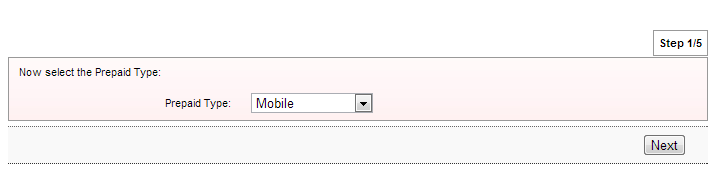 Step 1/5
Now select the Prepaid Type:
Prepaid Type: Mobile
Next